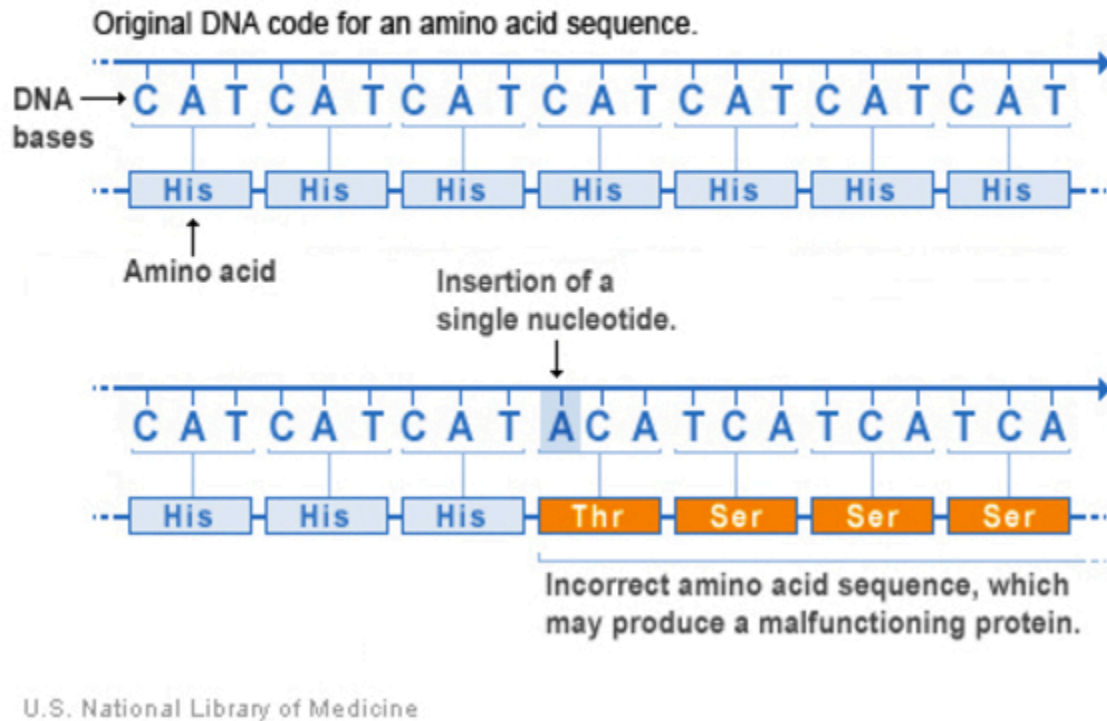 Original DNA code for an amino acid sequence.
DNA bases
C A T C A T C A T C A T C A T C A T C A T
His His His His His His His
Amino acid
Insertion of a
single nucleotide.
C A T C A T C A T A C A T C A T C A T C A
His His His Thr Ser Ser Ser
Incorrect amino acid sequence, which
may produce a malfunctioning protein.
U.S. National Library of Medicine